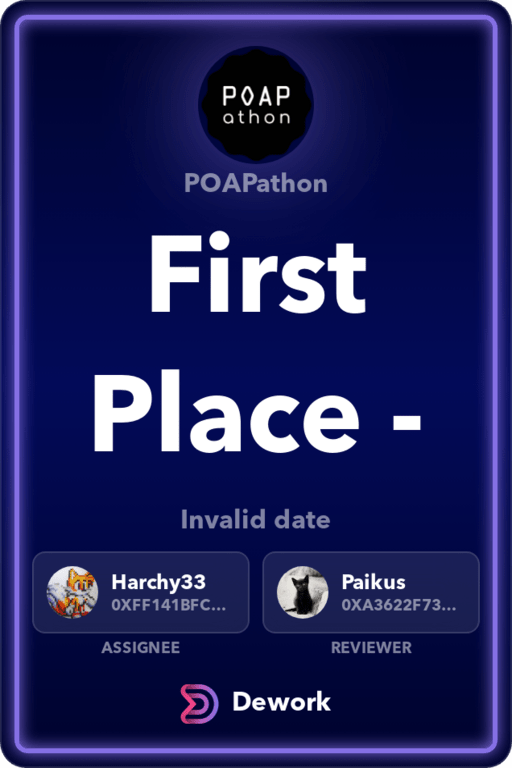 POAP
athon
POAPathon
First
Place -
Invalid date
Harchy33
0XFF141BFC...
Paikus
0XA3622F73...
ASSIGNEE
REVIEWER
Dework